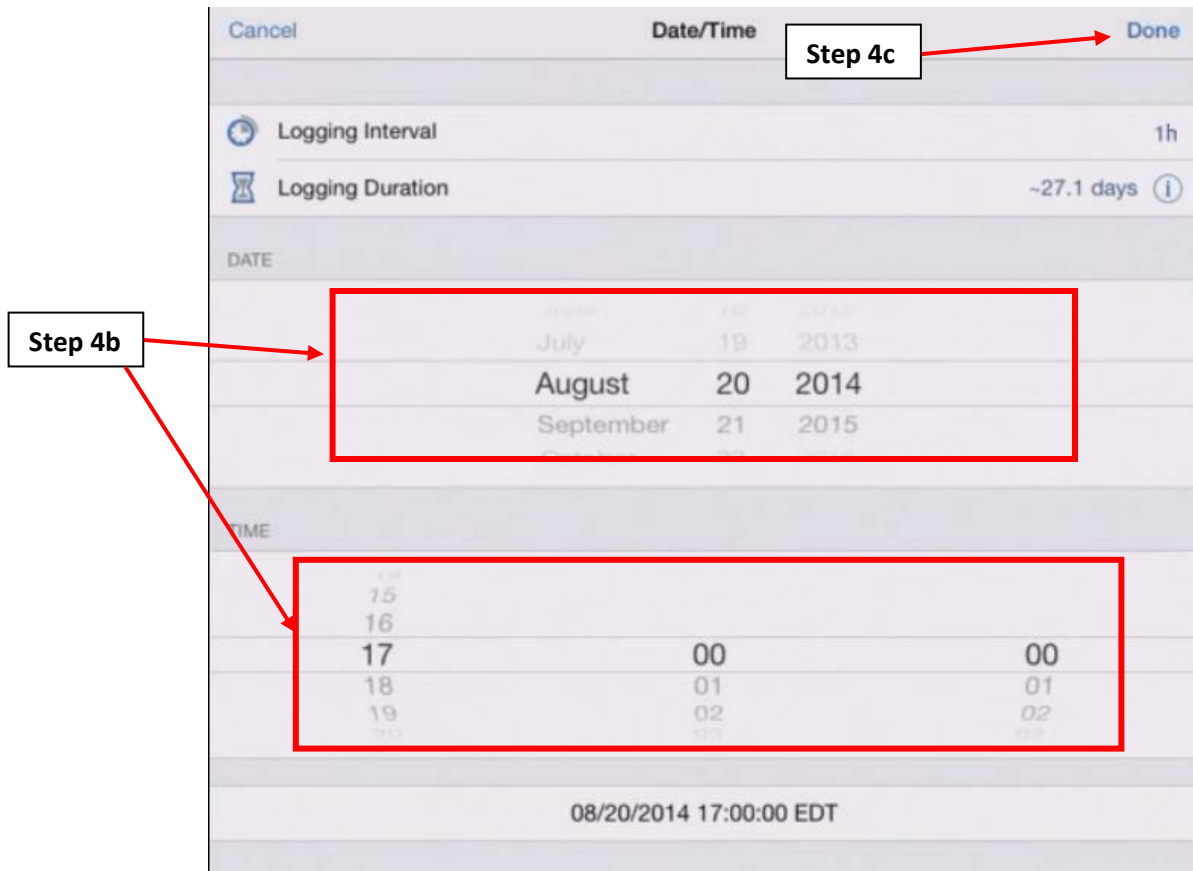 Cancel Date/Time Done
Step 4c
Logging Interval 1h
Logging Duration ~27.1 days i
DATE
July 19 2013
Step 4b
August 20 2014
September 21 2015
TIME
15
16
17 00 00
18 01 01
19 02 02
08/20/2014 17:00:00 EDT